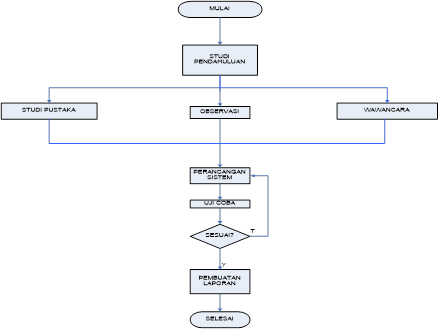 MULAI
STUDI
PENDAHULUAN
STUDI PUSTAKA
OBSERVASI
WAWANCARA
PERANCANGAN
SISTEM
UJI COBA
SESUAI?
T
Y
PEMBUATAN
LAPORAN
SELESAI